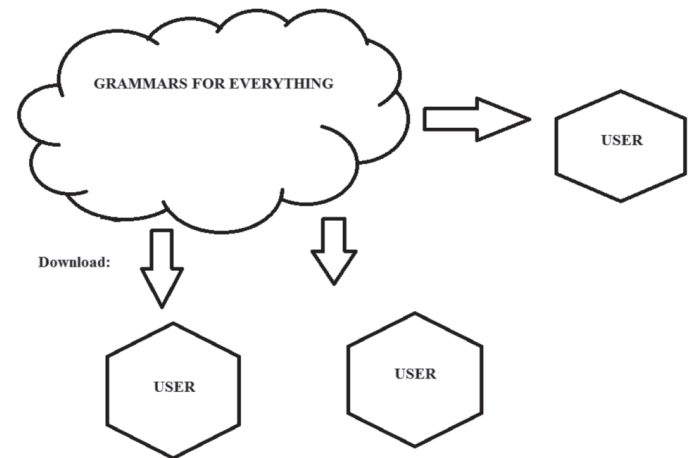 GRAMMARS FOR EVERYTHING
USER
Download:
USER
USER